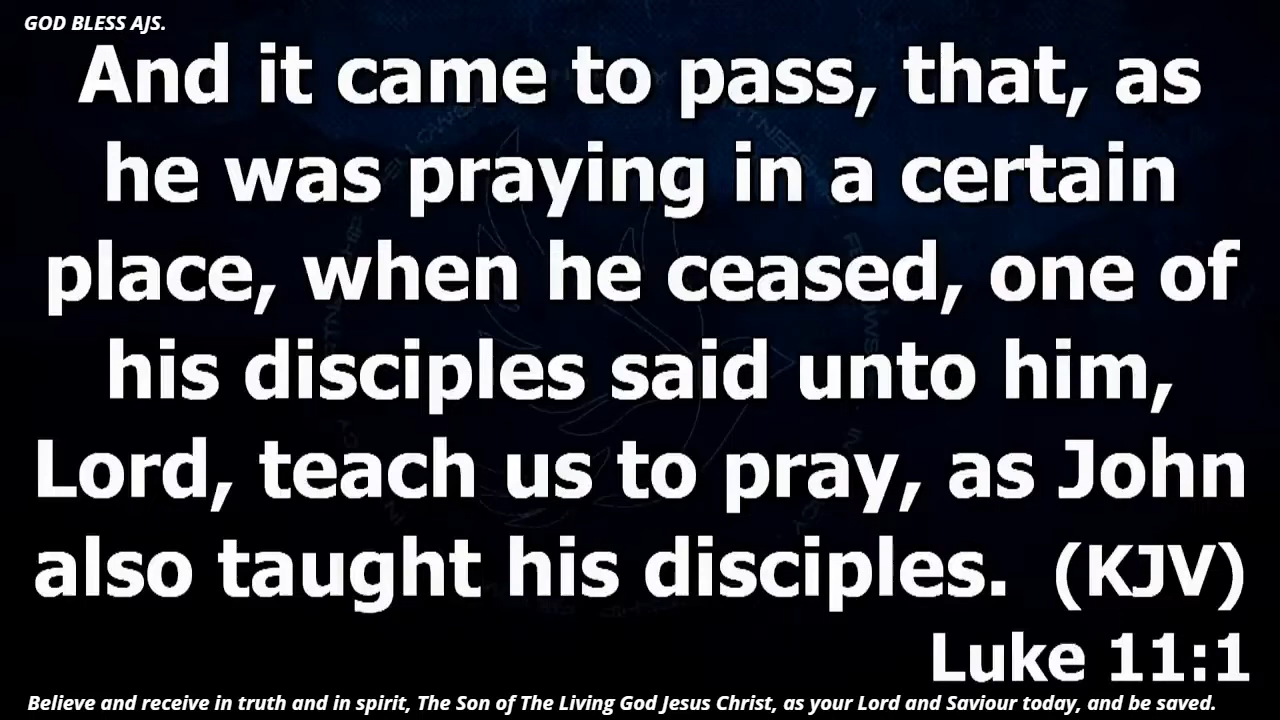 GOD BLESS AJS.
And it came to pass, that, as
he was praying in a certain
place, when he ceased, one of
his disciples said unto him,
Lord, teach us to pray, as John
also taught his disciples. (KJV)
Luke 11:1
Believe and receive in truth and in spirit, The Son of The Living God Jesus Christ, as your Lord and Saviour today, and be saved.